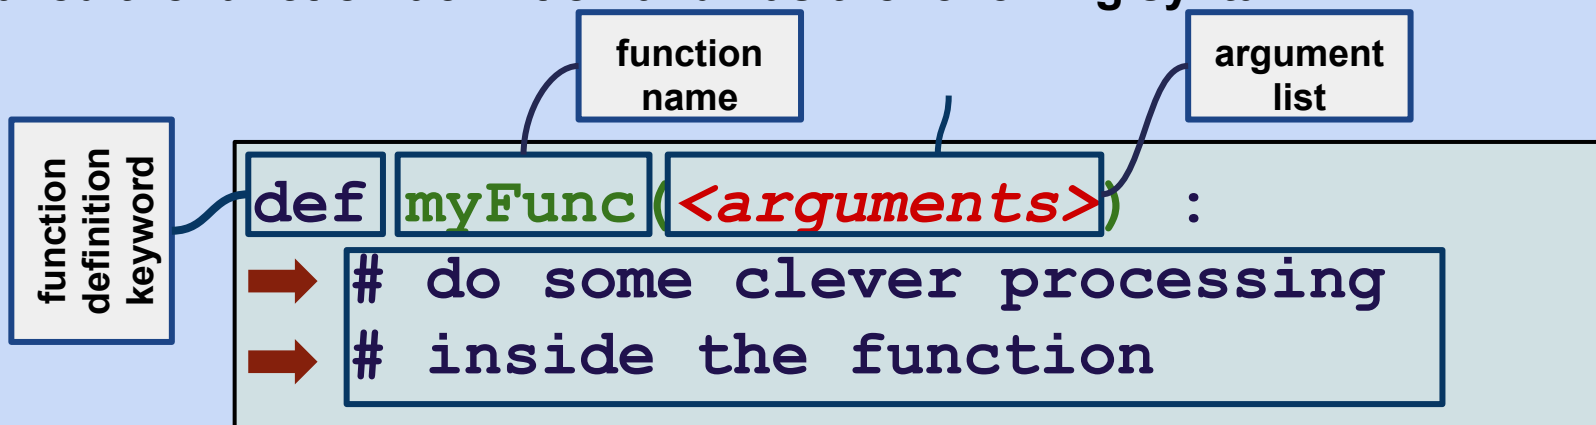 function
name
argument
list
function
definition
keyword
def myFunc(<arguments>) :
# do some clever processing
# inside the function